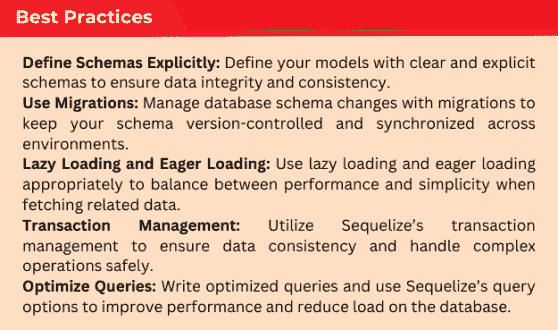 Best Practices
Define Schemas Explicitly: Define your models with clear and explicit
schemas to ensure data integrity and consistency.
Use Migrations: Manage database schema changes with migrations to
keep your schema version-controlled and synchronized across
environments.
Lazy Loading and Eager Loading: Use lazy loading and eager loading
appropriately to balance between performance and simplicity when
fetching related data.
Transaction Management: Utilize Sequelize’s transaction
management to ensure data consistency and handle complex
operations safely.
Optimize Queries: Write optimized queries and use Sequelize’s query
options to improve performance and reduce load on the database.